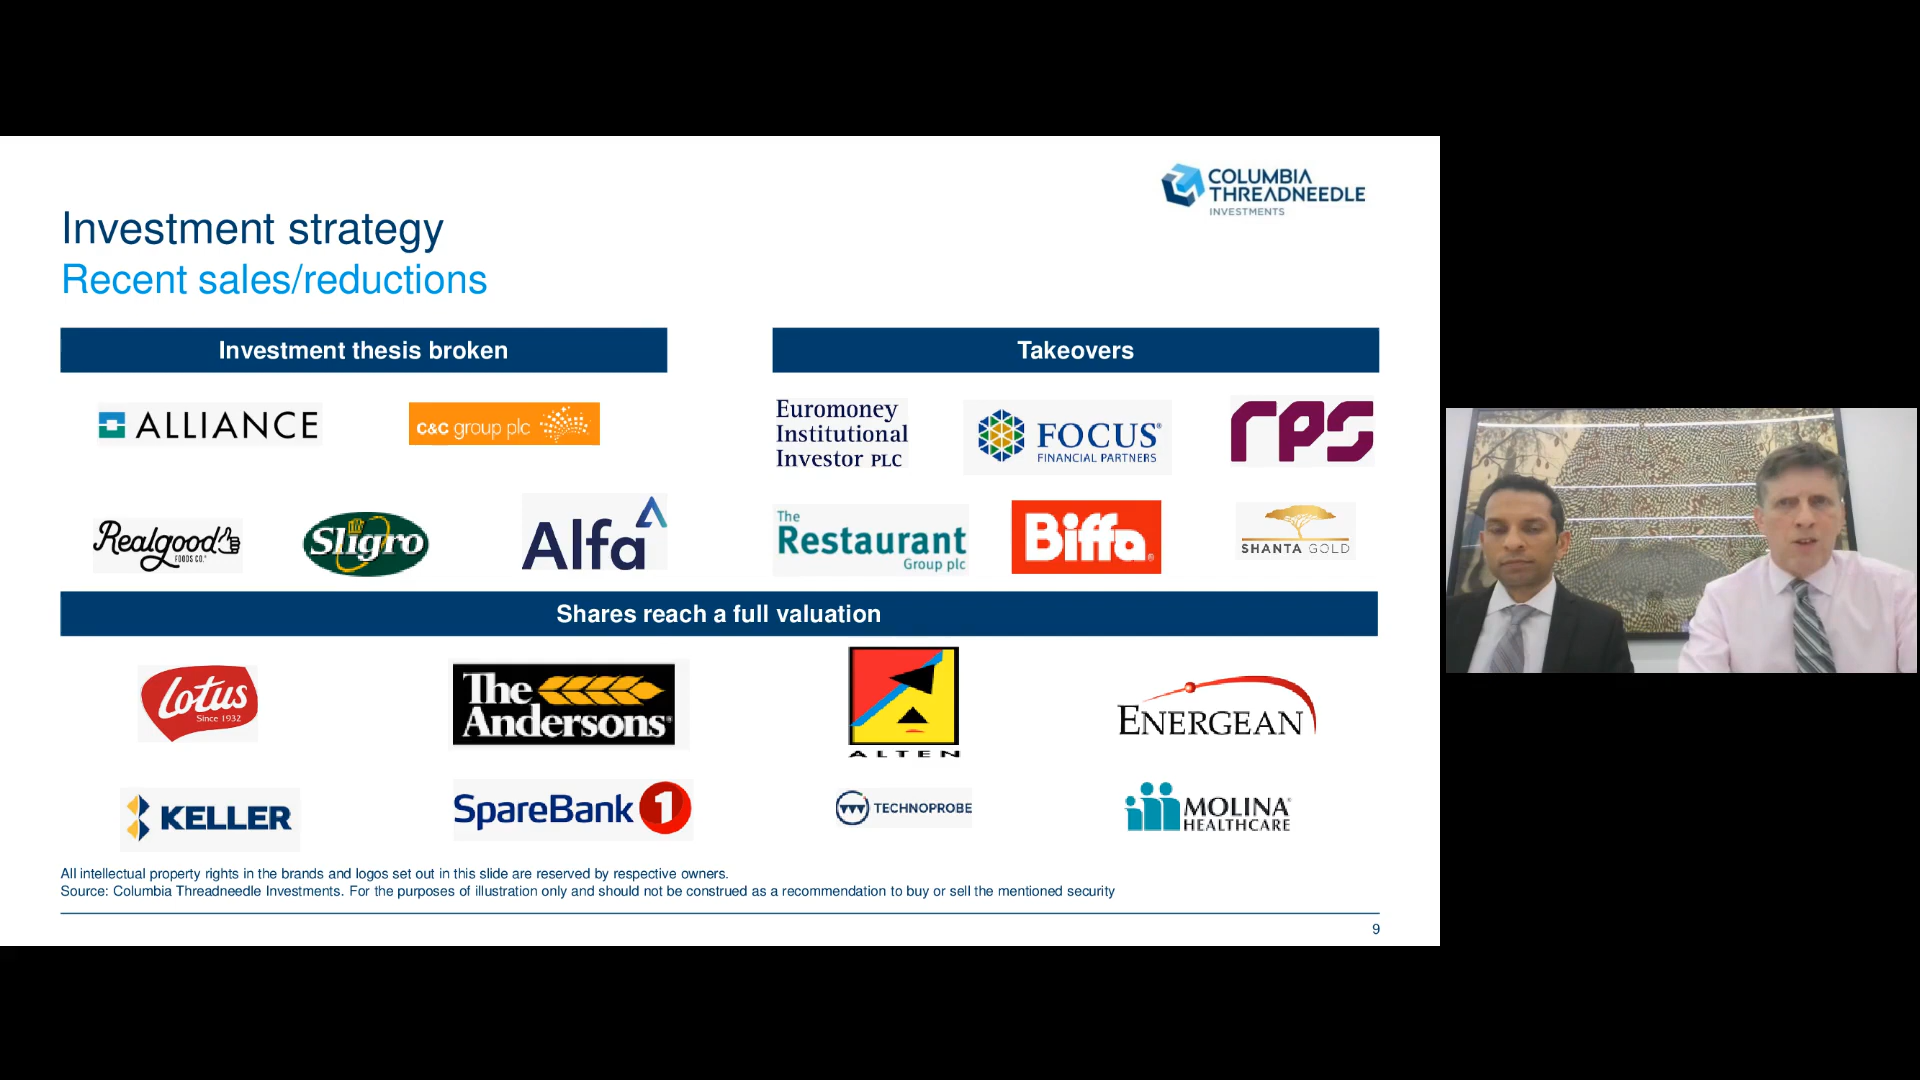 COLUMBIA
THREADNEEDLE
INVESTMENTS
Investment strategy
Recent sales/reductions
Investment thesis broken
ALLIANCE
c&c group plc
Realgood
FOODS CO.
Sligro
Alfa
Takeovers
Euromoney
Institutional
Investor PLC
FOCUS®
FINANCIAL PARTNERS
rps
The
Restaurant
Group plc
Biffa®
SHANTA GOLD
Shares reach a full valuation
Lotus
Since 1932
The
Andersons®
ALTEN
ENERGEAN
KELLER
SpareBank 1
TECHNOPROBE
MOLINA®
HEALTHCARE
All intellectual property rights in the brands and logos set out in this slide are reserved by respective owners.
Source: Columbia Threadneedle Investments. For the purposes of illustration only and should not be construed as a recommendation to buy or sell the mentioned security
9